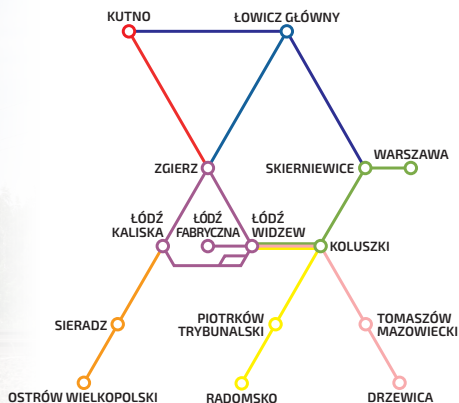 KUTNO
ŁOWICZ GŁÓWNY
ZGIERZ
SKIERNIEWICE
WARSZAWA
ŁÓDŹ
KALISKA
ŁÓDŹ
FABRYCZNA
ŁÓDŹ
WIDZEW
KOLUSZKI
SIERADZ
PIOTRKÓW
TRYBUNALSKI
TOMASZÓW
MAZOWIECKI
OSTRÓW WIELKOPOLSKI
RADOMSKO
DRZEWICA